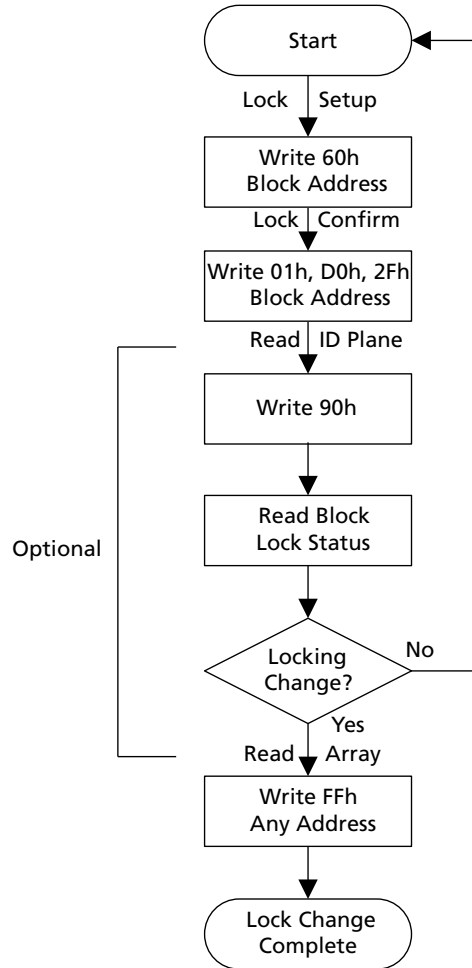 Start
Lock Setup
Write 60h
Block Address
Lock Confirm
Write 01h, D0h, 2Fh
Block Address
Read ID Plane
Write 90h
Read Block
Lock Status
Optional
Locking
Change?
No
Yes
Read Array
Write FFh
Any Address
Lock Change
Complete